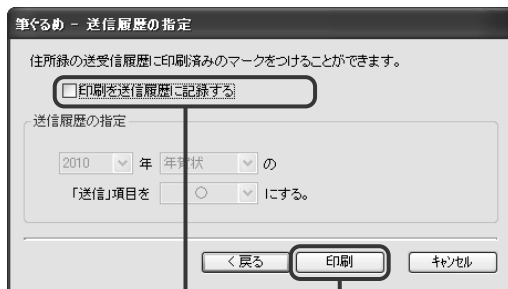 筆ぐるめ - 送信履歴の指定
住所録の送受信履歴に印刷済みのマークをつけることができます。
印刷を送信履歴に記録する
送信履歴の指定
2010 年 年賀状 の
「送信」項目を ○ にする。
<戻る 印刷 キャンセル